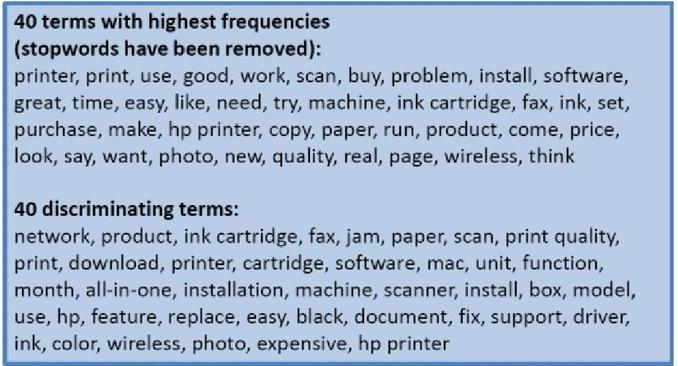 40 terms with highest frequencies
(stopwords have been removed):
printer, print, use, good, work, scan, buy, problem, install, software,
great, time, easy, like, need, try, machine, ink cartridge, fax, ink, set,
purchase, make, hp printer, copy, paper, run, product, come, price,
look, say, want, photo, new, quality, real, page, wireless, think
40 discriminating terms:
network, product, ink cartridge, fax, jam, paper, scan, print quality,
print, download, printer, cartridge, software, mac, unit, function,
month, all-in-one, installation, machine, scanner, install, box, model,
use, hp, feature, replace, easy, black, document, fix, support, driver,
ink, color, wireless, photo, expensive, hp printer